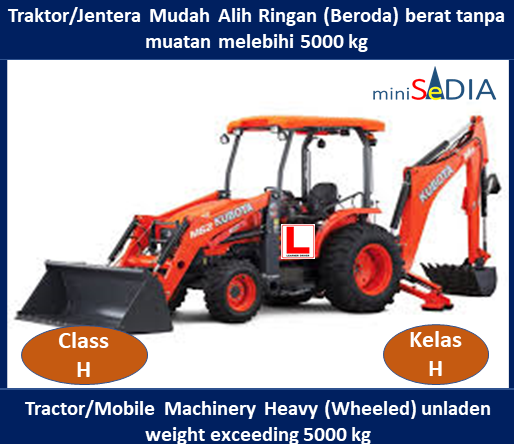 Traktor/Jentera Mudah Alih Ringan (Beroda) berat tanpa
muatan melebihi 5000 kg
miniSeDIA
KUBOTA
M62 KUBOTA
L
Class
H
Kelas
H
Tractor/Mobile Machinery Heavy (Wheeled) unladen
weight exceeding 5000 kg